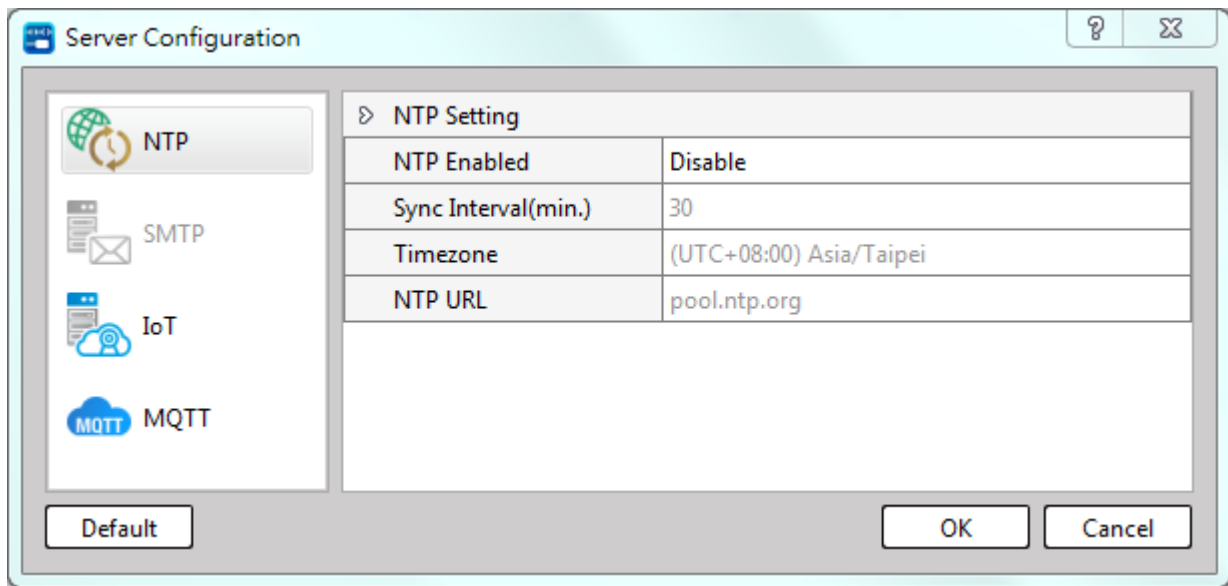 Server Configuration
NTP
SMTP
IoT
MQTT MQTT
NTP Setting
NTP Enabled Disable
Sync Interval(min.) 30
Timezone (UTC+08:00) Asia/Taipei
NTP URL pool.ntp.org
Default OK Cancel